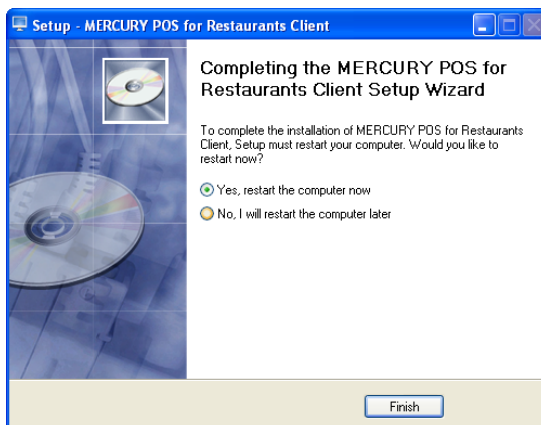 Setup - MERCURY POS for Restaurants Client
Completing the MERCURY POS for
Restaurants Client Setup Wizard
To complete the installation of MERCURY POS for Restaurants
Client, Setup must restart your computer. Would you like to
restart now?
Yes, restart the computer now
No, I will restart the computer later
Finish